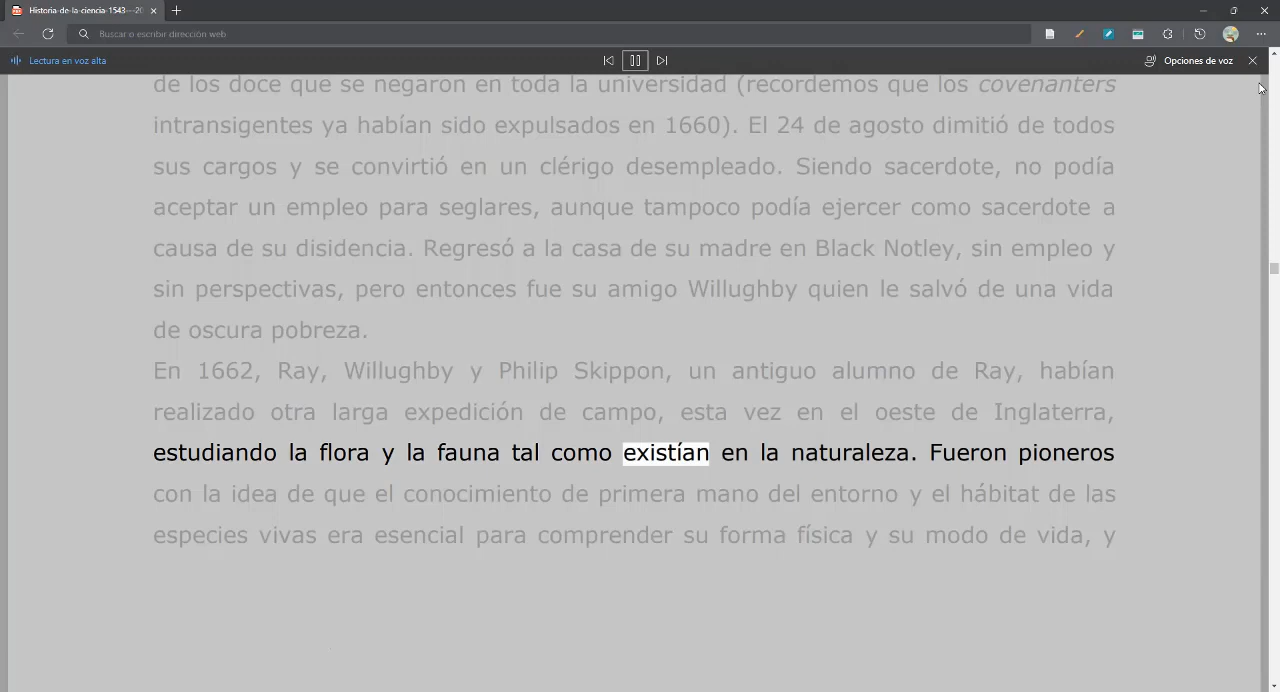 Historia-de-la-ciencia-1543---20
Buscar o escribir dirección web
Lectura en voz alta
Opciones de voz
de los doce que se negaron en toda la universidad (recordemos que los covenanters
intransigentes ya habían sido expulsados en 1660). El 24 de agosto dimitió de todos
sus cargos y se convirtió en un clérigo desempleado. Siendo sacerdote, no podía
aceptar un empleo para seglares, aunque tampoco podía ejercer como sacerdote a
causa de su disidencia. Regresó a la casa de su madre en Black Notley, sin empleo y
sin perspectivas, pero entonces fue su amigo Willughby quien le salvó de una vida
de oscura pobreza.
En 1662, Ray, Willughby y Philip Skippon, un antiguo alumno de Ray, habían
realizado otra larga expedición de campo, esta vez en el oeste de Inglaterra,
estudiando la flora y la fauna tal como existían en la naturaleza. Fueron pioneros
con la idea de que el conocimiento de primera mano del entorno y el hábitat de las
especies vivas era esencial para comprender su forma física y su modo de vida, y